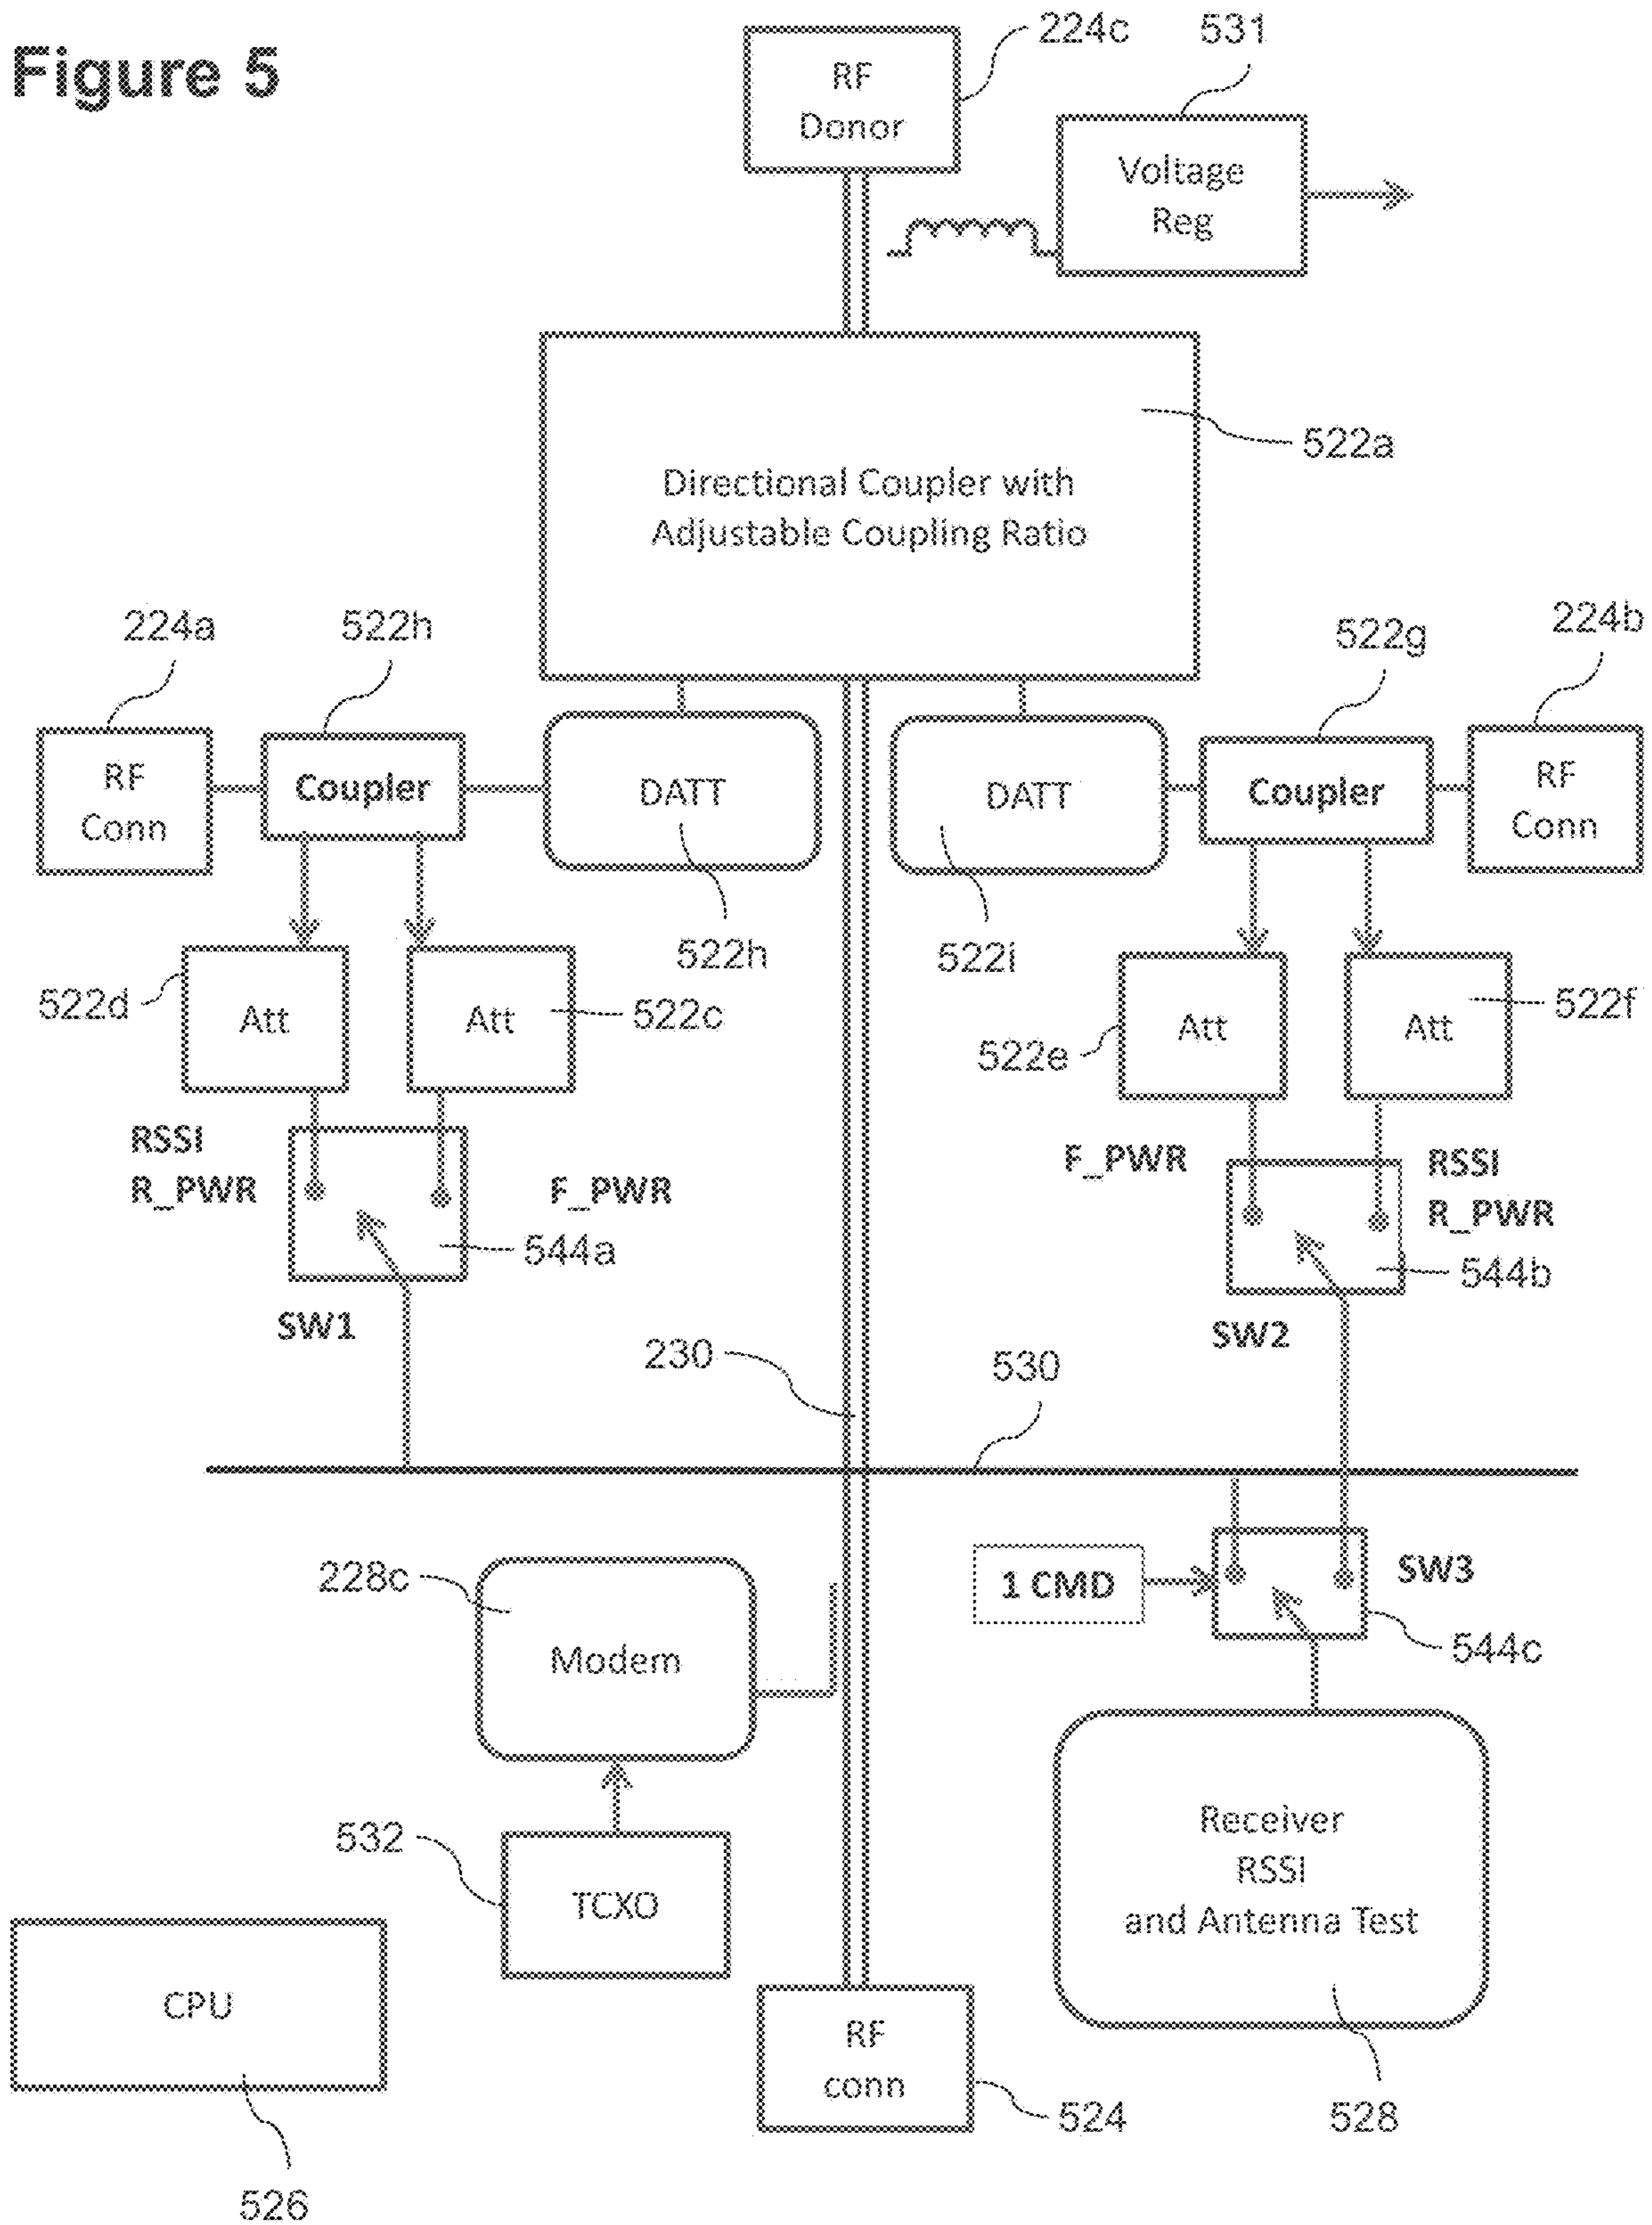 Figure 5
224c
531
RF
Donor
Voltage
Reg
522a
Directional Coupler with
Adjustable Coupling Ratio
224a
522h
522g
224b
RF
Conn
Coupler
DATT
DATT
Coupler
RF
Conn
522h
522i
522d
Att
Att
522c
522e
Att
Att
522f
RSSI
R_PWR
F_PWR
544a
SW1
F_PWR
RSSI
R_PWR
544b
SW2
230
530
228c
Modem
1 CMD
SW3
544c
532
TCXO
Receiver
RSSI
and Antenna Test
CPU
RF
conn
524
528
526